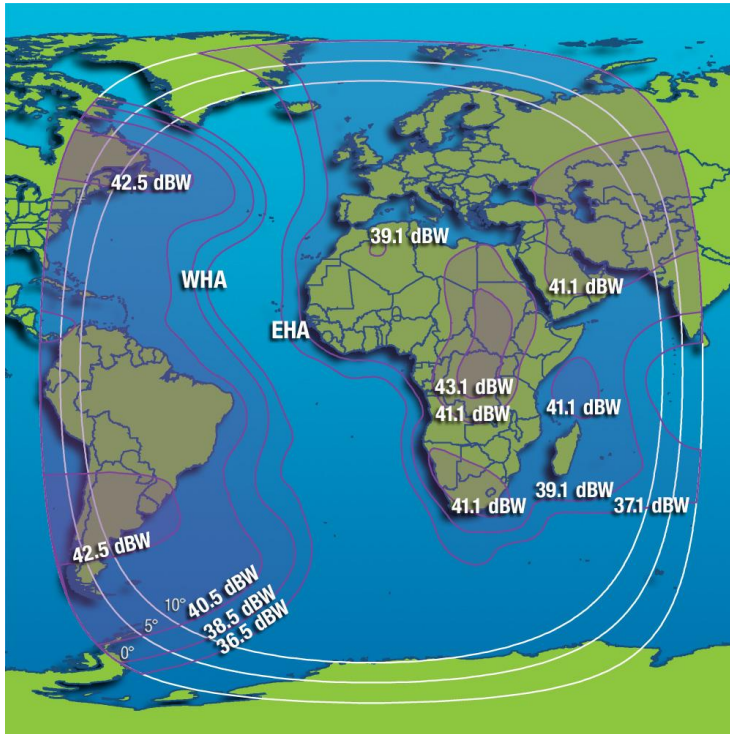 42.5 dBW
39.1 dBW
WHA
41.1 dBW
EHA
43.1 dBW
41.1 dBW
41.1 dBW
39.1 dBW
41.1 dBW
37.1 dBW
42.5 dBW
40.5 dBW
10°
38.5 dBW
5°
36.5 dBW
0°